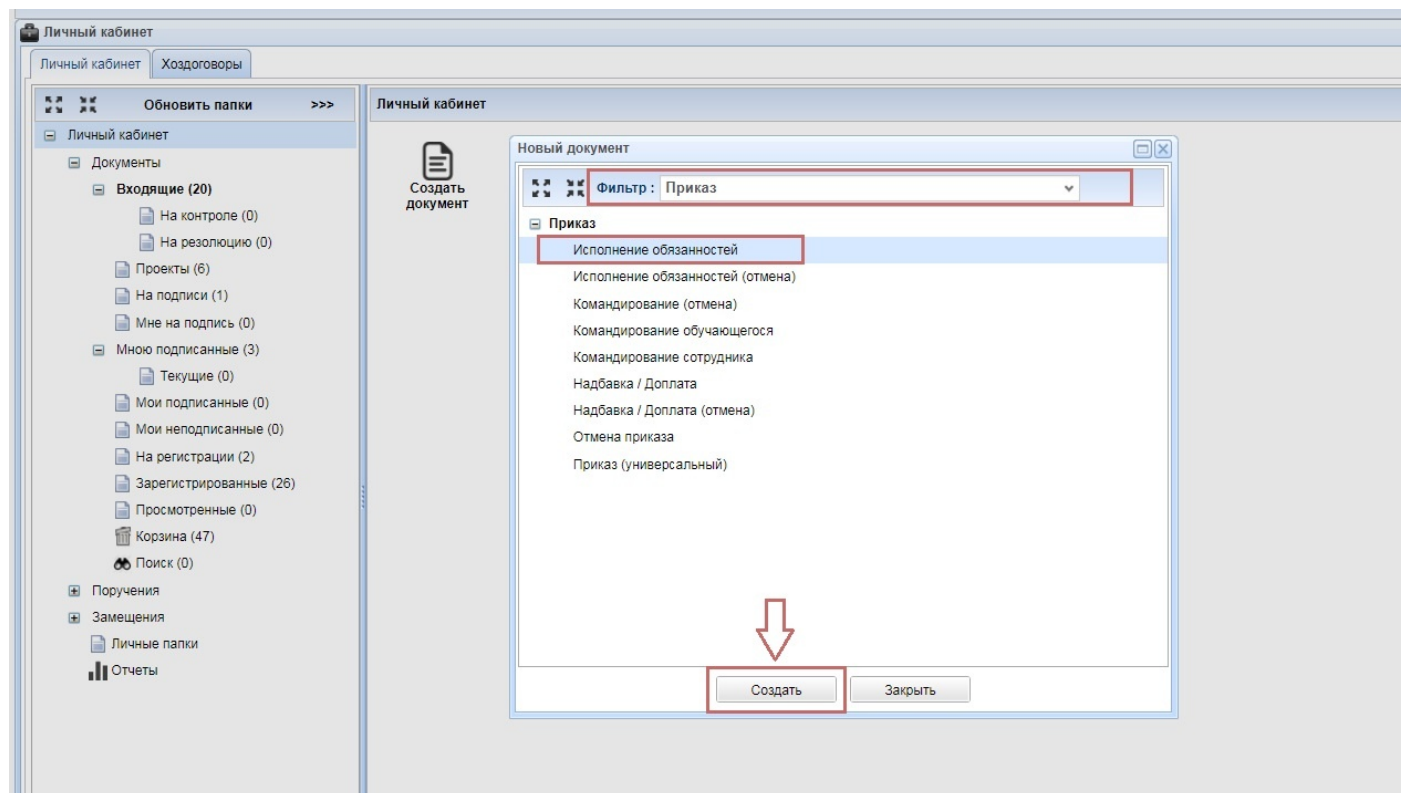 Личный кабинет
Личный кабинет Хоздоговоры
Обновить папки >>>
Личный кабинет
Документы
Входящие (20)
На контроле (0)
На резолюцию (0)
Проекты (6)
На подписи (1)
Мне на подпись (0)
Мною подписанные (3)
Текущие (0)
Мои подписанные (0)
Мои неподписанные (0)
На регистрации (2)
Зарегистрированные (26)
Просмотренные (0)
Корзина (47)
Поиск (0)
Поручения
Замещения
Личные папки
Отчеты
Личный кабинет
Создать
документ
Новый документ
Фильтр : Приказ
Приказ
Исполнение обязанностей
Исполнение обязанностей (отмена)
Командирование (отмена)
Командирование обучающегося
Командирование сотрудника
Надбавка / Доплата
Надбавка / Доплата (отмена)
Отмена приказа
Приказ (универсальный)
Создать Закрыть